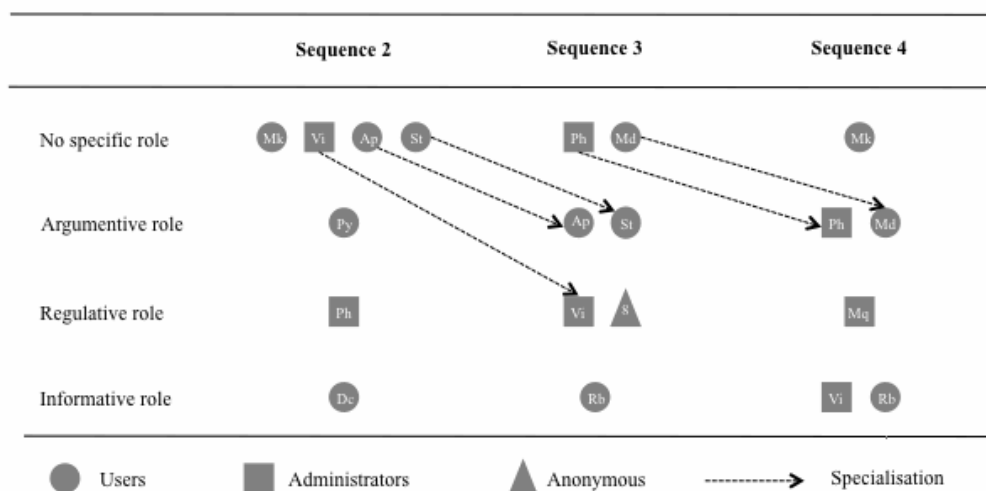 Sequence 2 Sequence 3 Sequence 4
No specific role Mk Vi Ap St Ph Md Mk
Argumentive role Py Ap St Ph Md
Regulative role Ph Vi 8 Mq
Informative role Dc Rb Vi Rb
Users Administrators Anonymous Specialisation